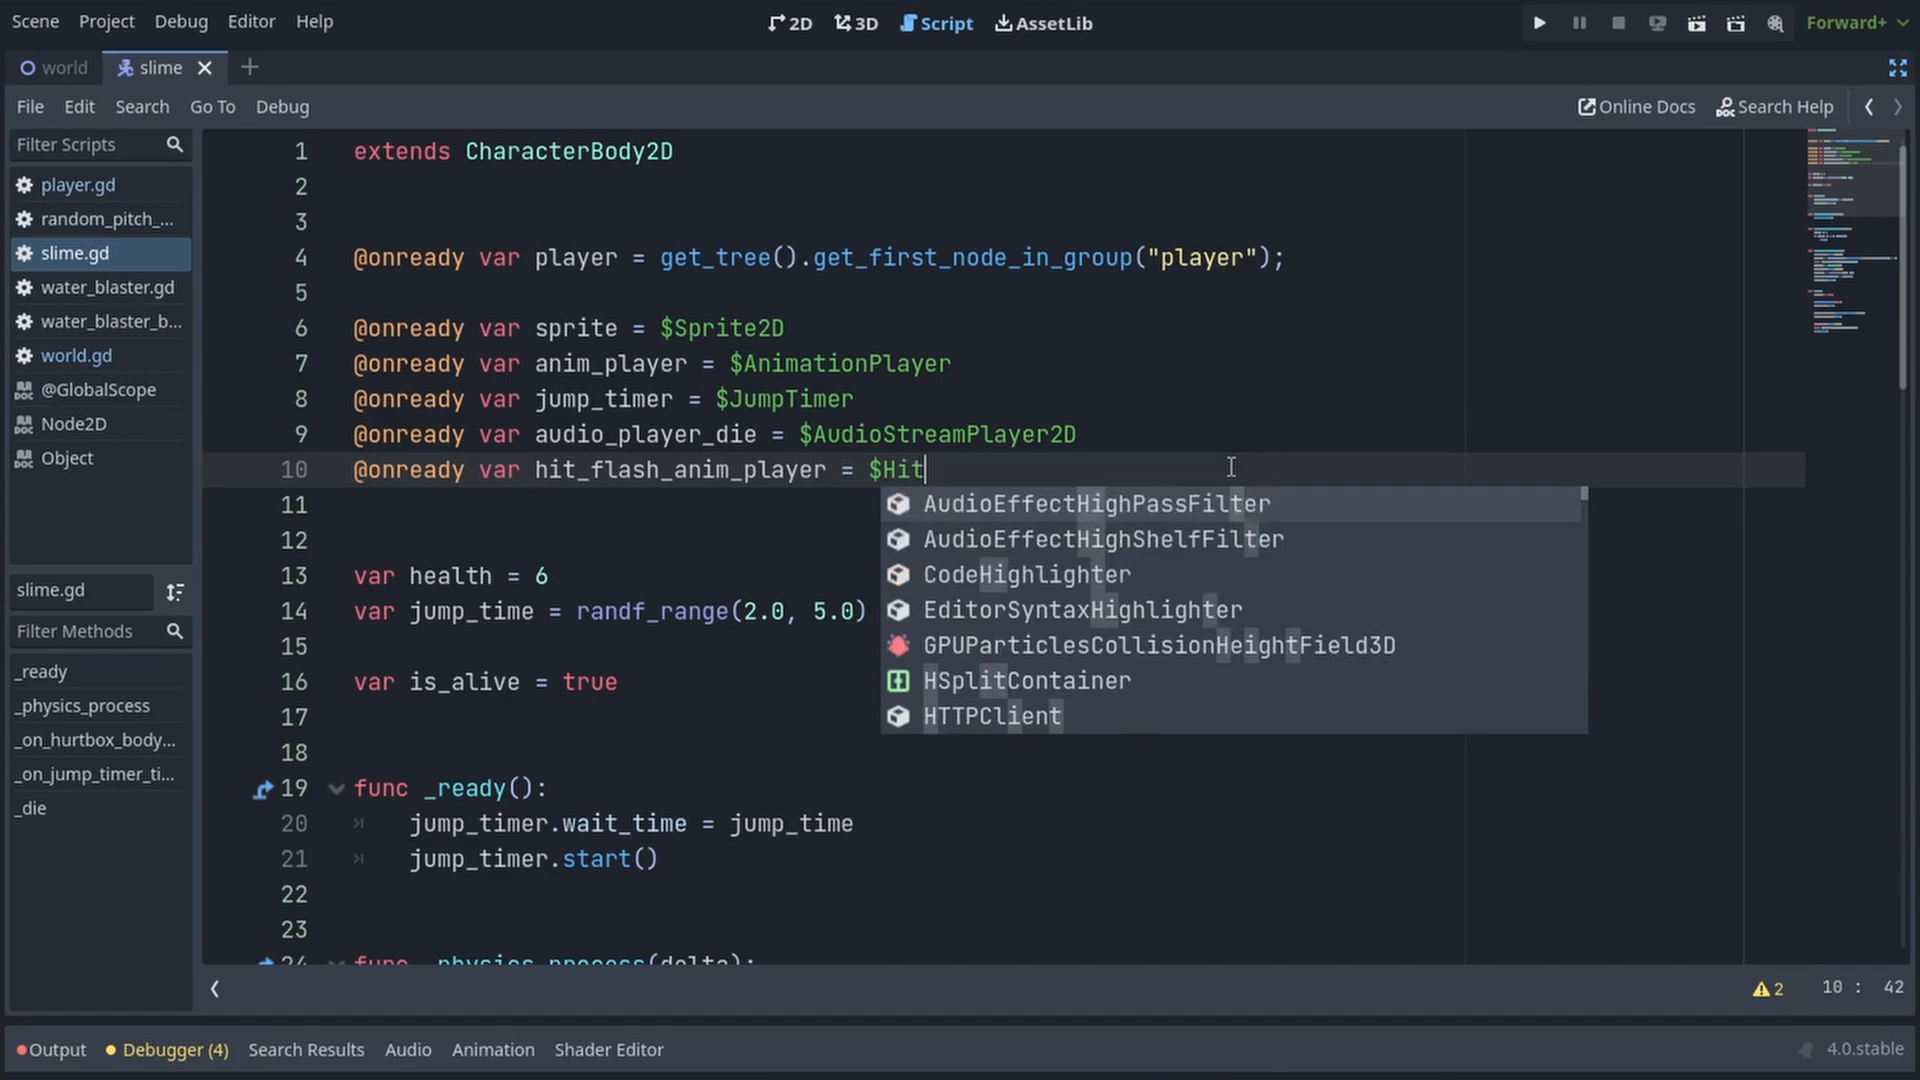 Scene Project Debug Editor Help
2D 3D Script AssetLib
Forward+
world slime
File Edit Search Go To Debug
Online Docs Search Help
Filter Scripts
player.gd
random_pitch_...
slime.gd
water_blaster.gd
water_blaster_b...
world.gd
@GlobalScope
Node2D
Object
slime.gd
Filter Methods
_ready
_physics_process
_on_hurtbox_body...
_on_jump_timer_ti...
_die
1 extends CharacterBody2D
2
3
4 @onready var player = get_tree().get_first_node_in_group("player");
5
6 @onready var sprite = $Sprite2D
7 @onready var anim_player = $AnimationPlayer
8 @onready var jump_timer = $JumpTimer
9 @onready var audio_player_die = $AudioStreamPlayer2D
10 @onready var hit_flash_anim_player = $Hit
AudioEffectHighPassFilter
AudioEffectHighShelfFilter
CodeHighlighter
EditorSyntaxHighlighter
GPUParticlesCollisionHeightField3D
HSplitContainer
HTTPClient
11
12
13 var health = 6
14 var jump_time = randf_range(2.0, 5.0)
15
16 var is_alive = true
17
18
19 func _ready():
20 jump_timer.wait_time = jump_time
21 jump_timer.start()
22
23
24 func _physics_process(delta):
2 10 : 42
Output Debugger (4) Search Results Audio Animation Shader Editor
4.0.stable